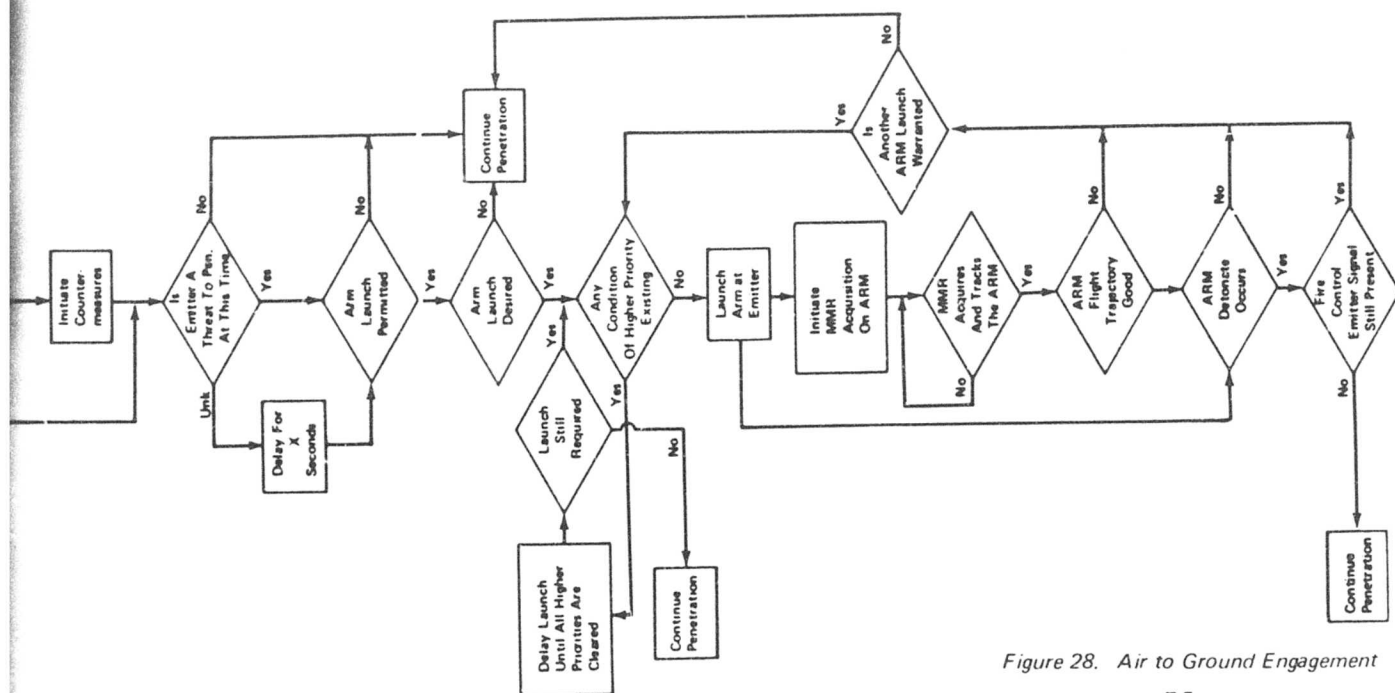 Initiate
Counter-
measures
Is
Emitter A
Threat To Pen.
At This Time
No
Yes
Unk
Delay For
X
Seconds
Arm
Launch
Permitted
No
Yes
Arm
Launch
Desired
No
Yes
Continue
Penetration
Any
Condition
Of Higher Priority
Existing
Yes
No
Delay Launch
Until All Higher
Priorities Are
Cleared
Launch
Still
Required
Yes
No
Continue
Penetration
Launch
Arm at
Emitter
Initiate
MMR
Acquisition
On ARM
MMR
Acquires
And Tracks
The ARM
No
Yes
ARM
Flight
Trajectory
Good
No
Yes
ARM
Detonate
Occurs
No
Yes
Fire
Control
Emitter Signal
Still Present
Yes
No
Continue
Penetration
Is
Another
ARM Launch
Warranted
Yes
No
Figure 28. Air to Ground Engagement